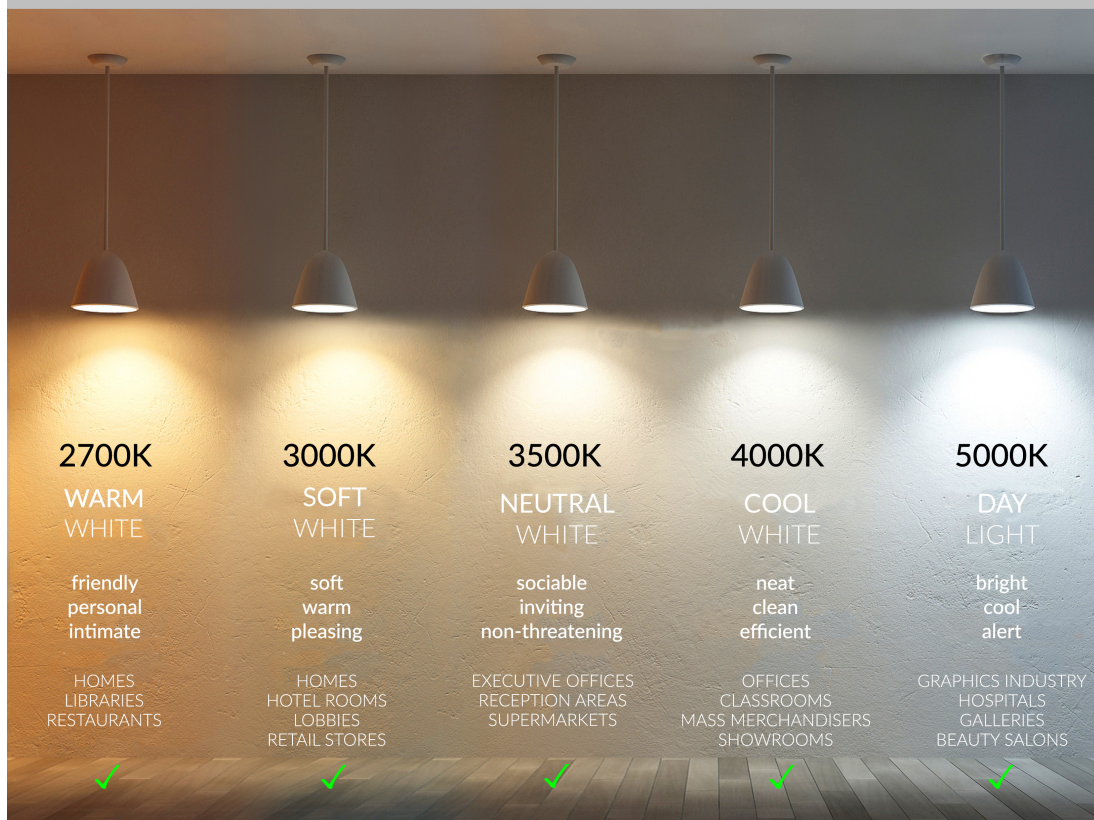 2700K
WARM
WHITE
friendly
personal
intimate
HOMES
LIBRARIES
RESTAURANTS
3000K
SOFT
WHITE
soft
warm
pleasing
HOMES
HOTEL ROOMS
LOBBIES
RETAIL STORES
3500K
NEUTRAL
WHITE
sociable
inviting
non-threatening
EXECUTIVE OFFICES
RECEPTION AREAS
SUPERMARKETS
4000K
COOL
WHITE
neat
clean
efficient
OFFICES
CLASSROOMS
MASS MERCHANDISERS
SHOWROOMS
5000K
DAY
LIGHT
bright
cool
alert
GRAPHICS INDUSTRY
HOSPITALS
GALLERIES
BEAUTY SALONS